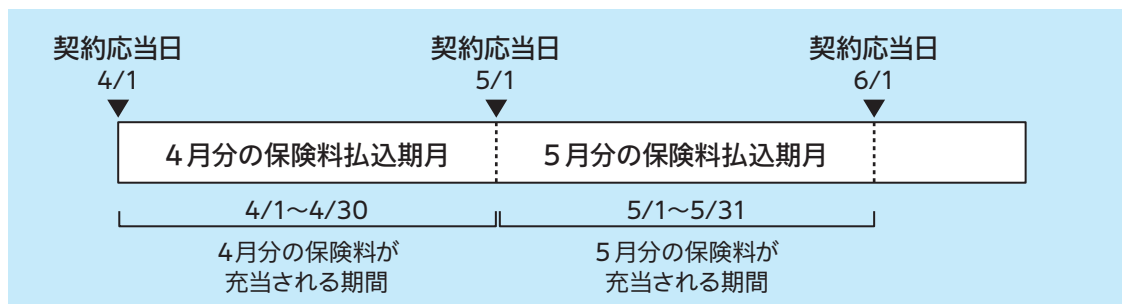 契約応当日 契約応当日 契約応当日
4/1 5/1 6/1
4月分の保険料払込期月 5月分の保険料払込期月
4/1〜4/30 5/1〜5/31
4月分の保険料が 5月分の保険料が
充当される期間 充当される期間